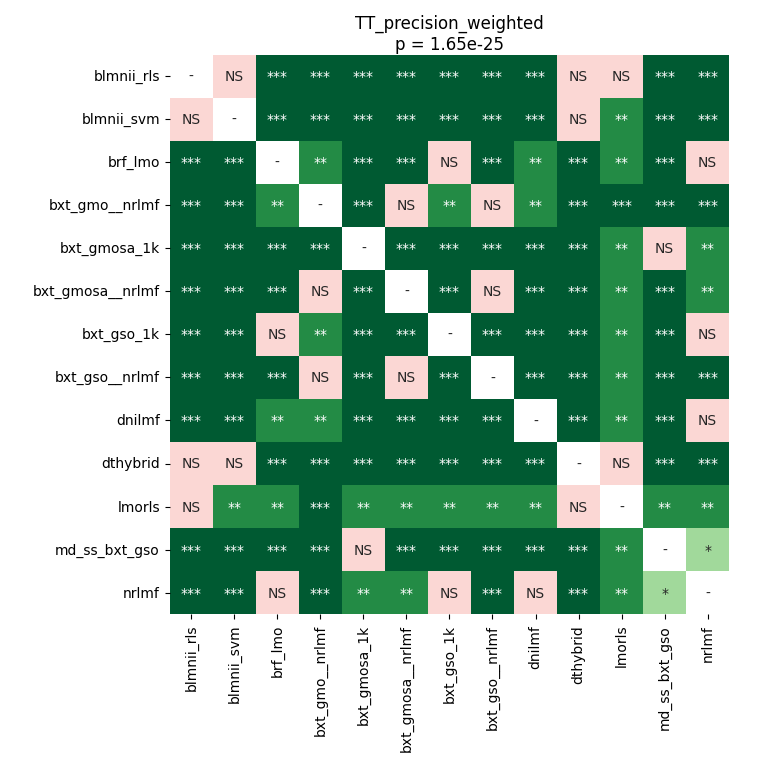 TT_precision_weighted
p = 1.65e-25
blmnii_rls - NS *** *** *** *** *** *** *** NS NS *** ***
blmnii_svm NS - *** *** *** *** *** *** *** NS ** *** ***
brf_lmo *** *** - ** *** *** NS *** ** *** ** *** NS
bxt_gmo__nrlmf *** *** ** - *** NS ** NS ** *** *** *** ***
bxt_gmosa_1k *** *** *** *** - *** *** *** *** *** ** NS **
bxt_gmosa__nrlmf *** *** *** NS *** - *** NS *** *** ** *** **
bxt_gso_1k *** *** NS ** *** *** - *** *** *** ** *** NS
bxt_gso__nrlmf *** *** *** NS *** NS *** - *** *** ** *** ***
dnilmf *** *** ** ** *** *** *** *** - *** ** *** NS
dthybrid NS NS *** *** *** *** *** *** *** - NS *** ***
lmorls NS ** ** *** ** ** ** ** ** NS - ** **
md_ss_bxt_gso *** *** *** *** NS *** *** *** *** *** ** - *
nrlmf *** *** NS *** ** ** NS *** NS *** ** * -
blmnii_rls
blmnii_svm
brf_lmo
bxt_gmo__nrlmf
bxt_gmosa_1k
bxt_gmosa__nrlmf
bxt_gso_1k
bxt_gso__nrlmf
dnilmf
dthybrid
lmorls
md_ss_bxt_gso
nrlmf